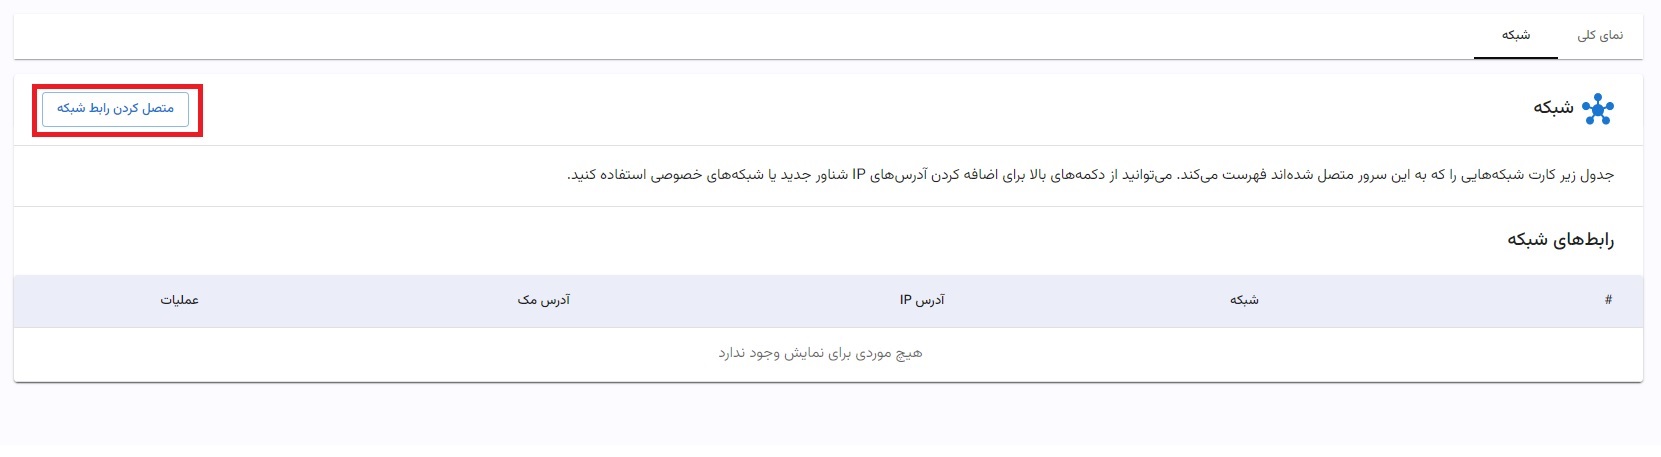 نمای کلی
شبکه
شبکه
متصل کردن رابط شبکه
جدول زیر کارت شبکه‌هایی را که به این سرور متصل شده‌اند فهرست می‌کند. می‌توانید از دکمه‌های بالا برای اضافه کردن آدرس‌های IP شناور جدید یا شبکه‌های خصوصی استفاده کنید.
رابط‌های شبکه
# شبکه آدرس IP آدرس مک عملیات
هیچ موردی برای نمایش وجود ندارد